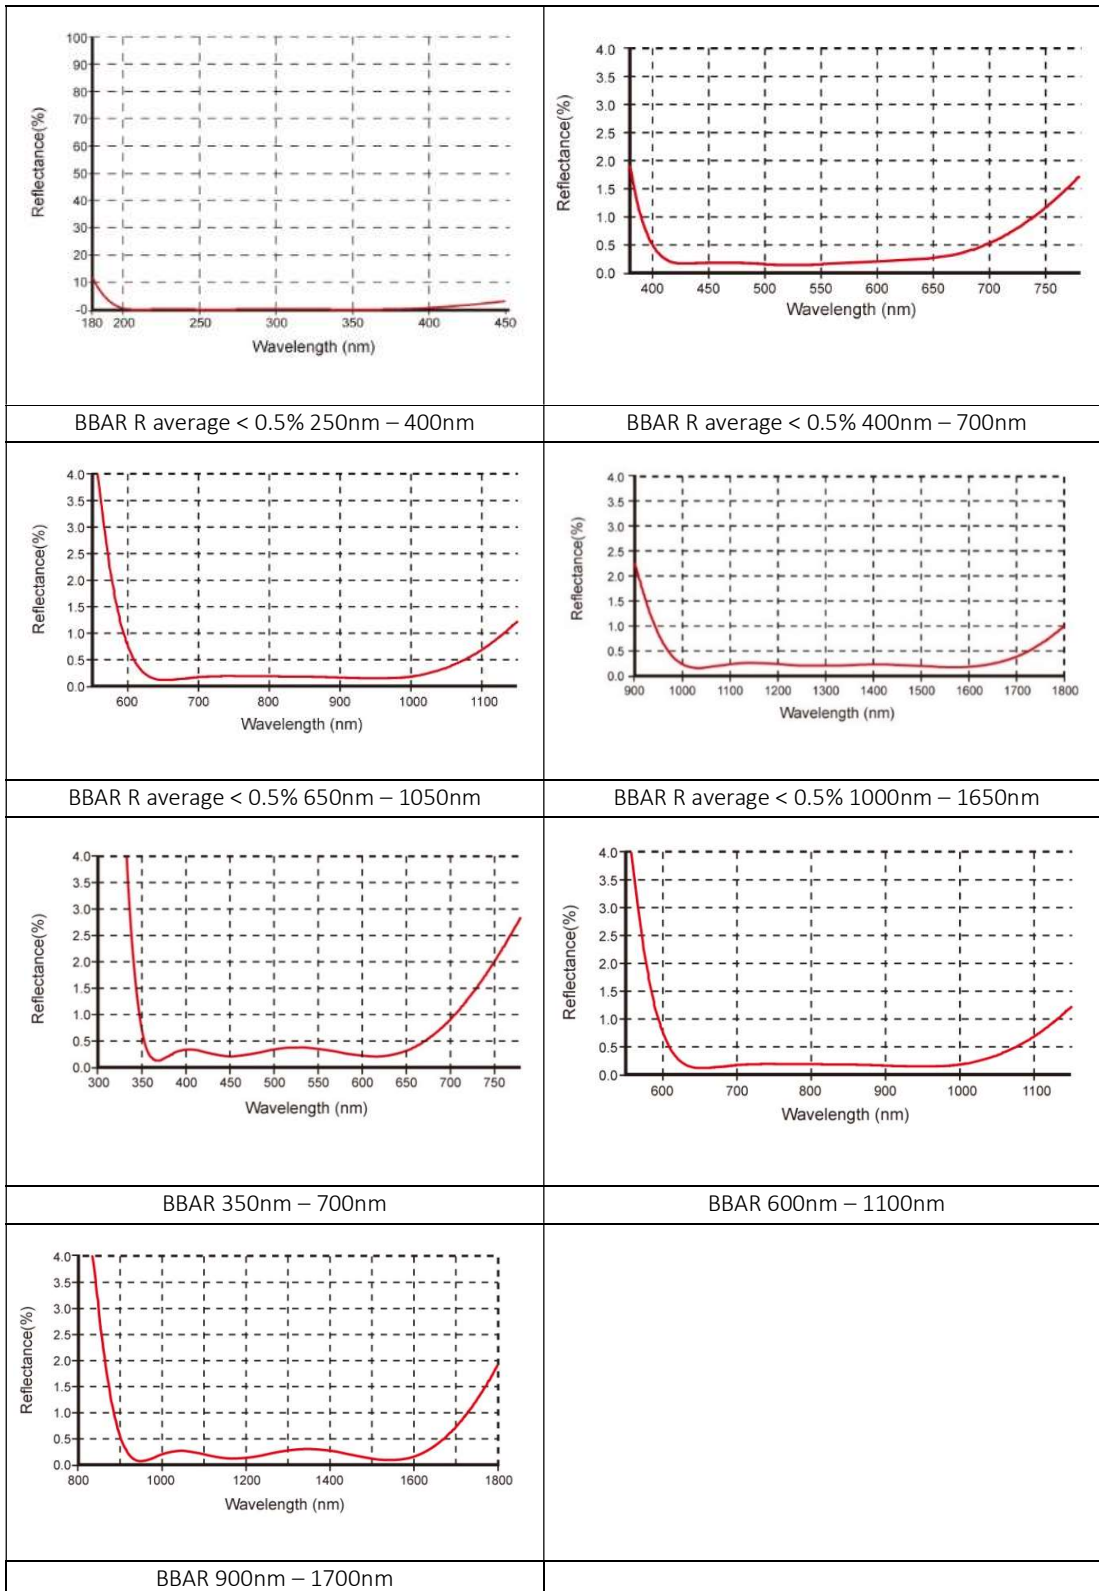 100
90
80
70
60
50
40
30
20
10
-0
180 200 250 300 350 400 450
Reflectance(%)
Wavelength (nm)
4.0
3.5
3.0
2.5
2.0
1.5
1.0
0.5
0.0
400 450 500 550 600 650 700 750
Reflectance(%)
Wavelength (nm)
BBAR R average < 0.5% 250nm – 400nm
BBAR R average < 0.5% 400nm – 700nm
4.0
3.5
3.0
2.5
2.0
1.5
1.0
0.5
0.0
600 700 800 900 1000 1100
Reflectance(%)
Wavelength (nm)
4.0
3.5
3.0
2.5
2.0
1.5
1.0
0.5
0.0
900 1000 1100 1200 1300 1400 1500 1600 1700 1800
Reflectance(%)
Wavelength (nm)
BBAR R average < 0.5% 650nm – 1050nm
BBAR R average < 0.5% 1000nm – 1650nm
4.0
3.5
3.0
2.5
2.0
1.5
1.0
0.5
0.0
300 350 400 450 500 550 600 650 700 750
Reflectance(%)
Wavelength (nm)
4.0
3.5
3.0
2.5
2.0
1.5
1.0
0.5
0.0
600 700 800 900 1000 1100
Reflectance(%)
Wavelength (nm)
BBAR 350nm – 700nm
BBAR 600nm – 1100nm
4.0
3.5
3.0
2.5
2.0
1.5
1.0
0.5
0.0
800 1000 1200 1400 1600 1800
Reflectance(%)
Wavelength (nm)
BBAR 900nm – 1700nm